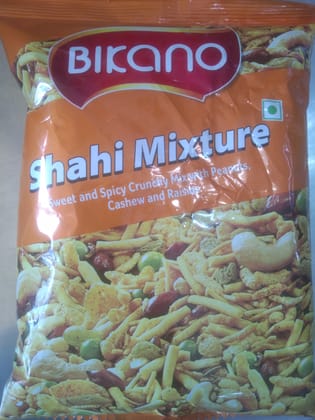 BIKANO
Shahi Mixture
Sweet and Spicy Crunchy Mix with Peanuts,
Cashew and Raisins